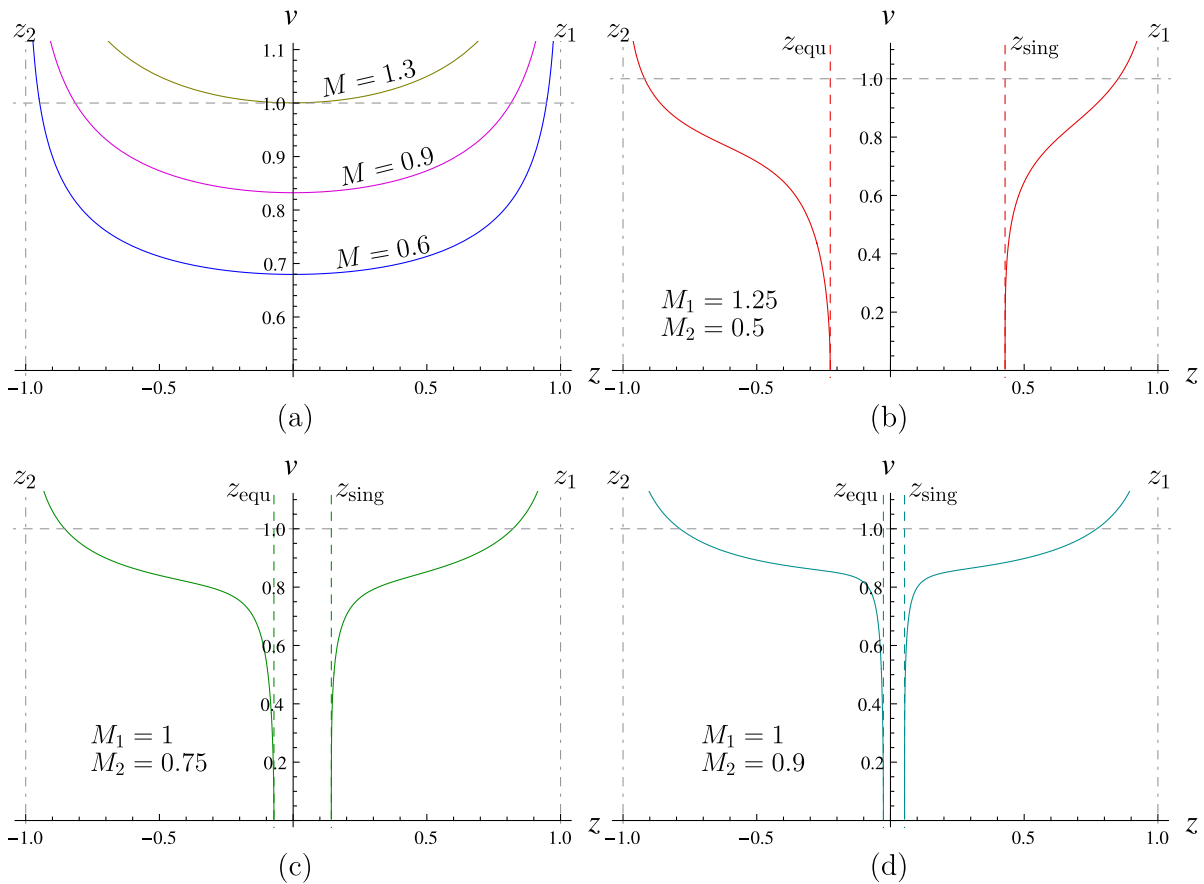 z2 v z1
1.1
M = 1.3
1.0
0.9
M = 0.9
0.8
M = 0.6
0.7
0.6
−1.0 −0.5 0.5 1.0 z
(a)
z2 zequ v zsing z1
1.0
0.8
0.6
0.4
M1 = 1.25
0.2
M2 = 0.5
z −1.0 −0.5 0.5 1.0 z
(b)
z2 zequ v zsing z1
1.0
0.8
0.6
0.4
M1 = 1
M2 = 0.75
0.2
−1.0 −0.5 0.5 1.0
(c)
z2 zequ v zsing z1
1.0
0.8
0.6
0.4
M1 = 1
M2 = 0.9
0.2
z −1.0 −0.5 0.5 1.0 z
(d)